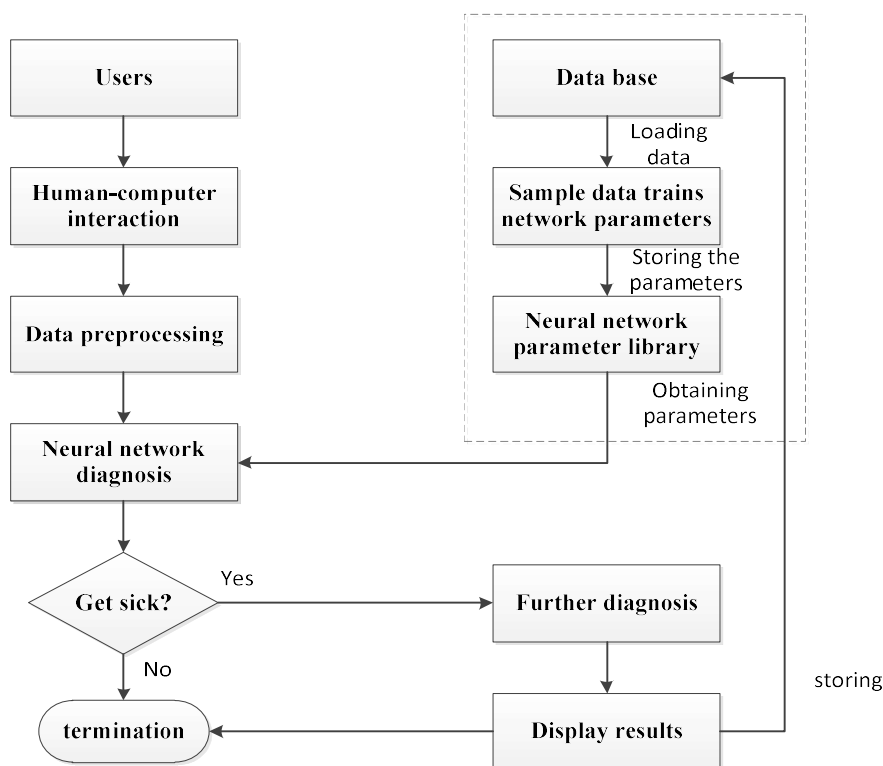 Users
Data base
Loading
data
Human-computer
interaction
Sample data trains
network parameters
Storing the
parameters
Data preprocessing
Neural network
parameter library
Obtaining
parameters
Neural network
diagnosis
Get sick?
Yes
Further diagnosis
No
storing
termination
Display results